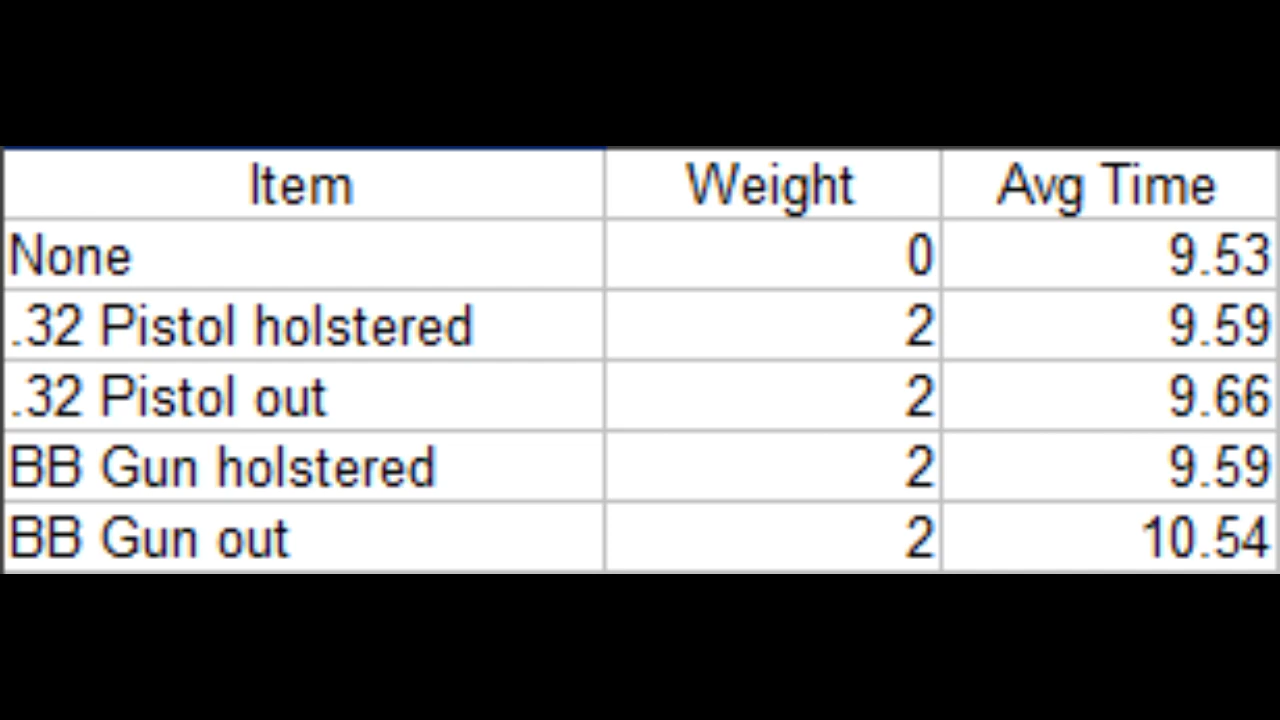 Item Weight Avg Time
None 0 9.53
.32 Pistol holstered 2 9.59
.32 Pistol out 2 9.66
BB Gun holstered 2 9.59
BB Gun out 2 10.54